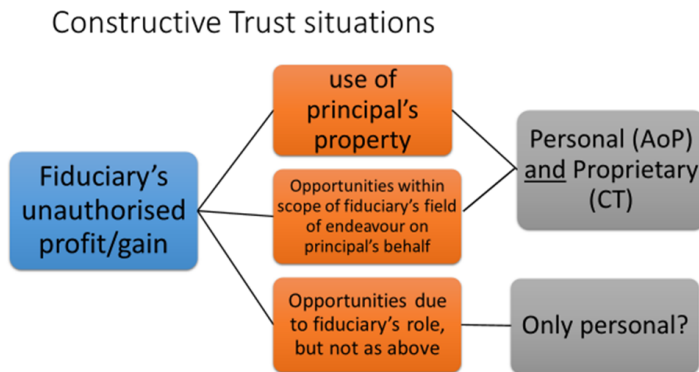 Constructive Trust situations
Fiduciary's
unauthorised
profit/gain
use of
principal's
property
Opportunities within
scope of fiduciary's field
of endeavour on
principal's behalf
Opportunities due
to fiduciary's role,
but not as above
Personal (AoP)
and Proprietary
(CT)
Only personal?